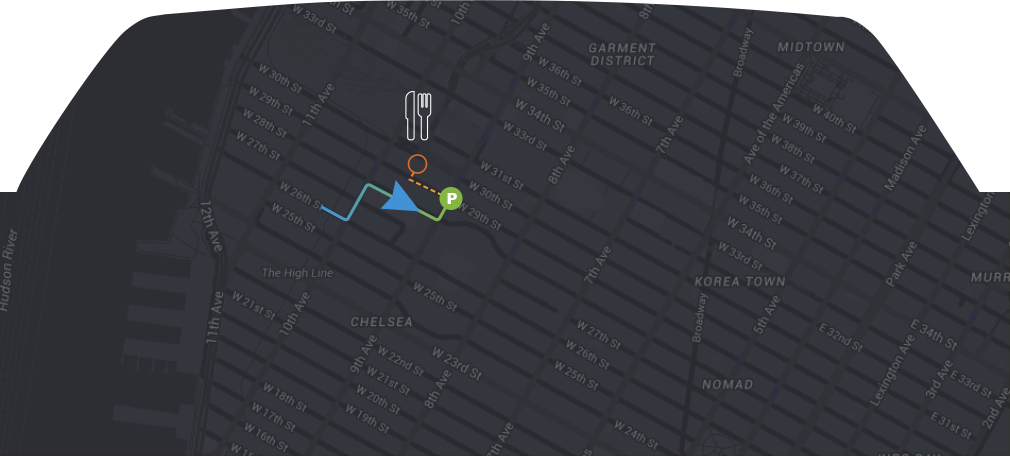 W 33rd St
W 35th St
10th Ave
8th
9th Ave
GARMENT
DISTRICT
Broadway
MIDTOWN
W 36th St
W 35th St
W 34th St
W 33rd St
W 36th St
7th Ave
Ave of the Americas
W 40th St
W 39th St
W 38th St
W 37th St
W 36th St
W 35th St
W 34th St
W 33rd St
Madison Ave
W 30th St
W 29th St
W 28th St
W 27th St
11th Ave
8th Ave
W 31st St
W 30th St
W 29th St
P
W 26th St
W 25th St
12th Ave
Hudson River
The High Line
Lexington
Park Ave
MURR
7th Ave
KOREA TOWN
Broadway
5th Ave
W 25th St
W 21st St
10th Ave
11th Ave
CHELSEA
9th Ave
W 22nd St
W 21st St
W 20th St
W 19th St
W 23rd St
8th Ave
W 27th St
W 26th St
W 25th St
E 32nd St
E 34th St
E 33rd St
E 31st St
Lexington Ave
3rd Ave
2nd Ave
NOMAD
W 18th St
W 17th St
W 16th St
7th Ave
W 24th St